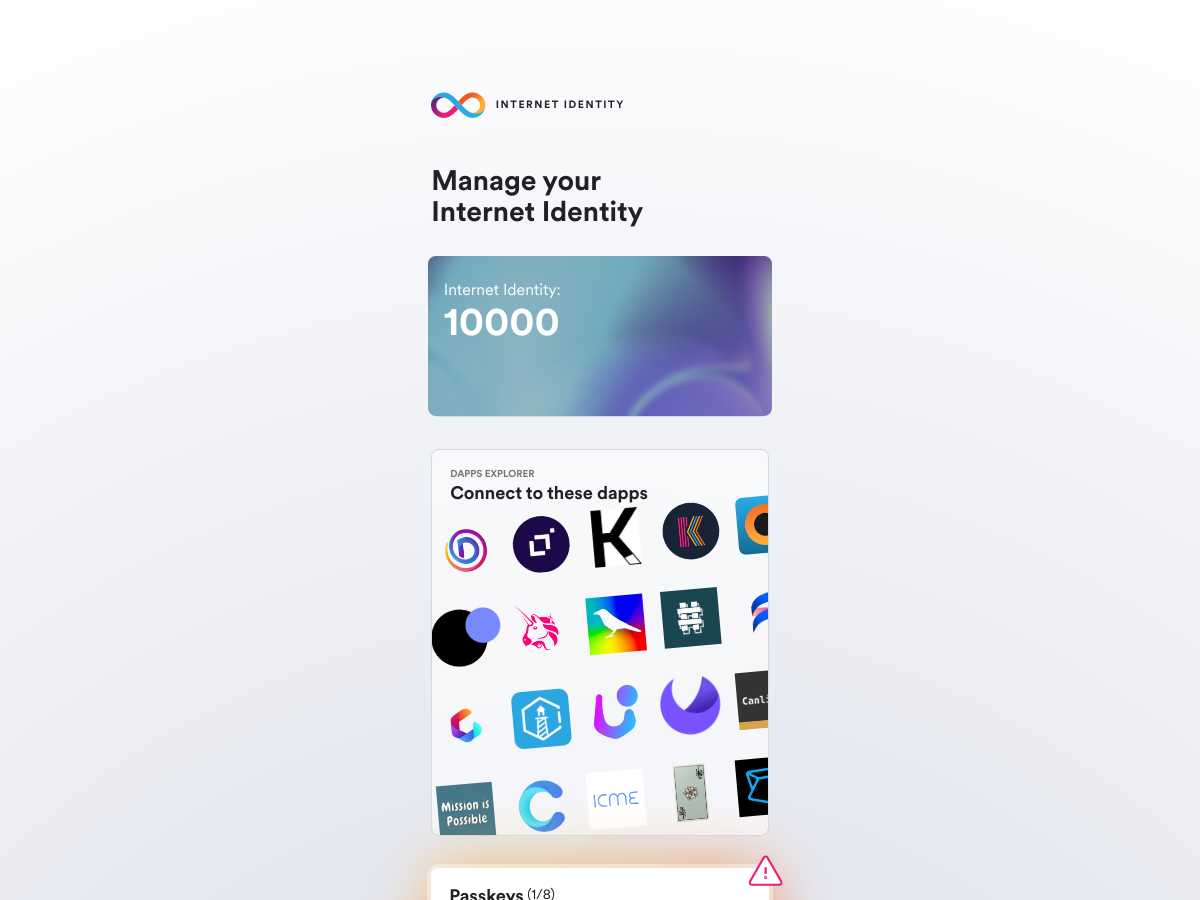 INTERNET IDENTITY
Manage your
Internet Identity
Internet Identity:
10000
DAPPS EXPLORER
Connect to these dapps
K
Canli
Mission is
Possible
ICME
Passkeys (1/8)